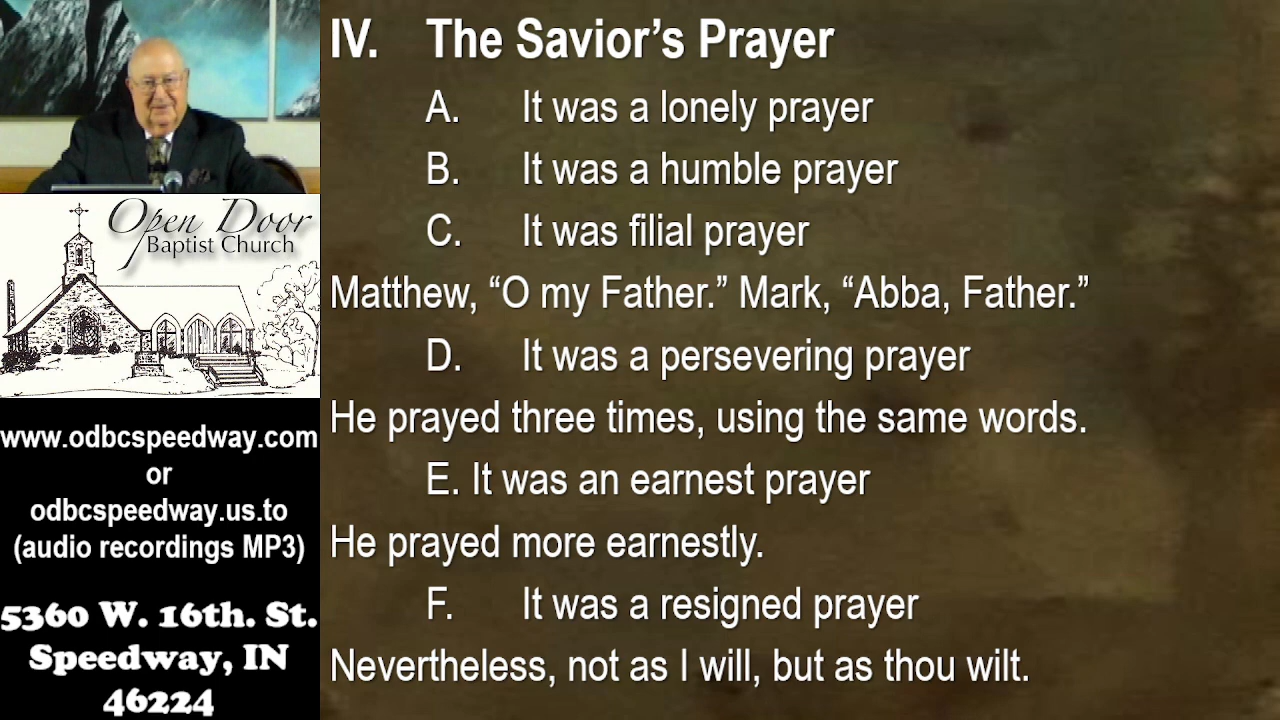 Open Door
Baptist Church
www.odbcspeedway.com
or
odbcspeedway.us.to
(audio recordings MP3)
5360 W. 16th. St.
Speedway, IN
46224
IV. The Savior’s Prayer
A. It was a lonely prayer
B. It was a humble prayer
C. It was filial prayer
Matthew, “O my Father.” Mark, “Abba, Father.”
D. It was a persevering prayer
He prayed three times, using the same words.
E. It was an earnest prayer
He prayed more earnestly.
F. It was a resigned prayer
Nevertheless, not as I will, but as thou wilt.